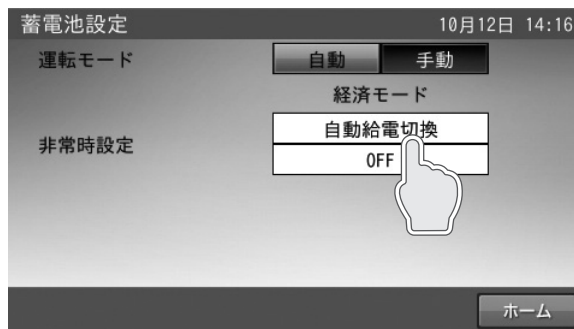 蓄電池設定 10月12日 14:16
運転モード 自動 手動
経済モード
非常時設定 自動給電切換
OFF
ホーム